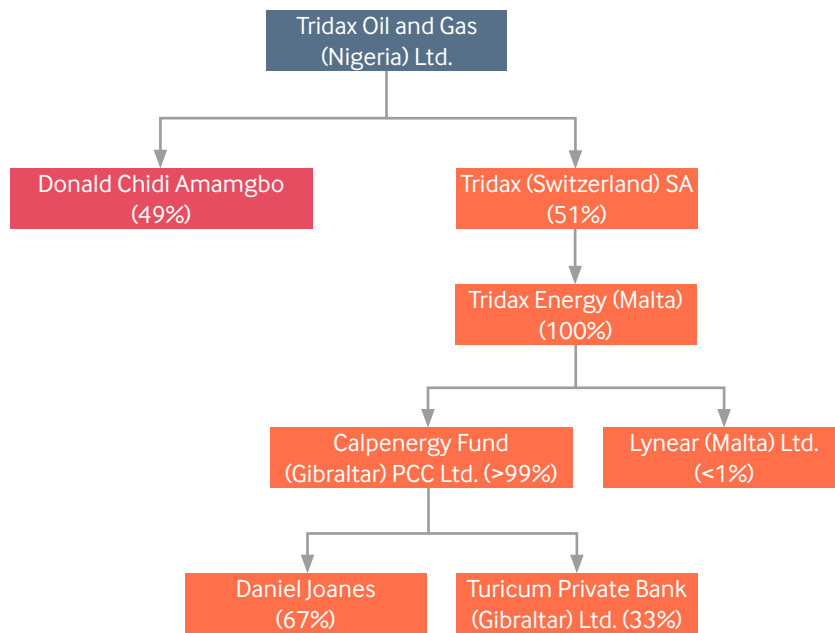 Tridax Oil and Gas
(Nigeria) Ltd.
Donald Chidi Amamgbo
(49%)
Tridax (Switzerland) SA
(51%)
Tridax Energy (Malta)
(100%)
Calpenergy Fund
(Gibraltar) PCC Ltd. (>99%)
Lynear (Malta) Ltd.
(<1%)
Daniel Joanes
(67%)
Turicum Private Bank
(Gibraltar) Ltd. (33%)